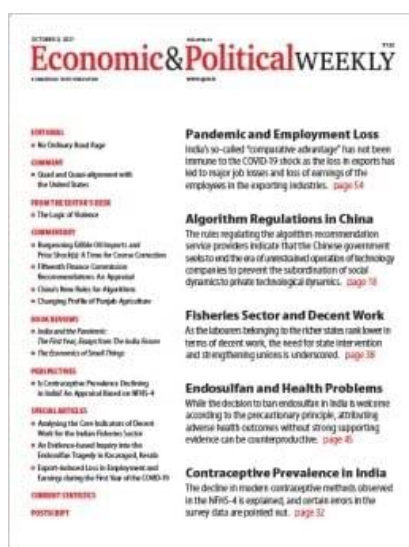 OCTOBER 2, 2021
Economic&PoliticalWEEKLY
EDITORIAL
No Ordinary Road Rage
COMMENT
Quad and Quasi-alignment with
the United States
FROM THE EDITOR'S DESK
The Logic of Violence
COMMENTARY
Burgeoning Edible Oil Imports and
Price Shock(s): A Time for Course Correction
Fifteenth Finance Commission
Recommendations: An Appraisal
China's New Rules for Algorithms
Changing Profile of Punjab Agriculture
BOOK REVIEWS
India and the Pandemic:
The First Year, Essays from The India Forum
The Economics of Small Things
PERSPECTIVES
Is Contraceptive Prevalence Declining
in India? An Appraisal Based on NFHS-4
SPECIAL ARTICLES
Analysing the Core Indicators of Decent
Work for the Indian Fisheries Sector
An Evidence-based Inquiry into the
Endosulfan Tragedy in Kasaragod, Kerala
Export-induced Loss in Employment and
Earnings during the First Year of the COVID-19
CURRENT STATISTICS
POSTSCRIPT
Pandemic and Employment Loss
India's so-called "comparative advantage" has not been
immune to the COVID-19 shock as the loss in exports has
led to major job losses and loss of earnings of the
employees in the exporting industries. page 54
Algorithm Regulations in China
The rules regulating the algorithm recommendation
service providers indicate that the Chinese government
seeks to end the era of unrestrained operation of technology
companies to prevent the subordination of social
dynamics to private technological dynamics. page 18
Fisheries Sector and Decent Work
As the labourers belonging to the richer states rank lower in
terms of decent work, the need for state intervention
and strengthening unions is underscored. page 38
Endosulfan and Health Problems
While the decision to ban endosulfan in India is welcome
according to the precautionary principle, attributing
adverse health outcomes without strong supporting
evidence can be counterproductive. page 45
Contraceptive Prevalence in India
The decline in modern contraceptive methods observed
in the NFHS-4 is explained, and certain errors in the
survey data are pointed out. page 32